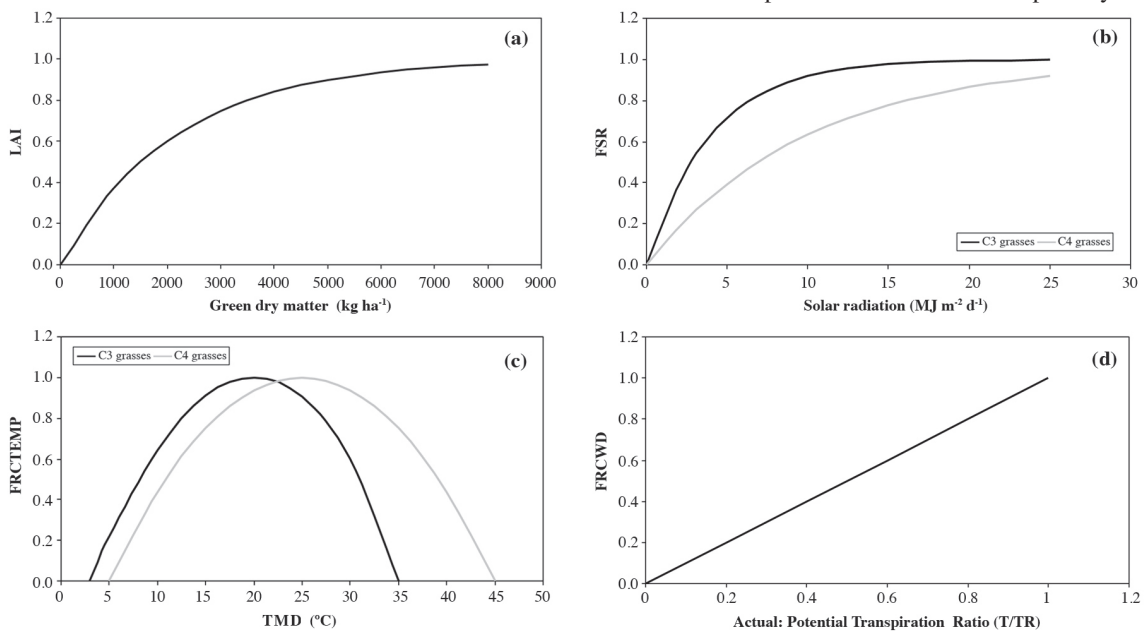 1.2
(a)
1.0
0.8
0.6
0.4
0.2
0.0
LAI
0 1000 2000 3000 4000 5000 6000 7000 8000 9000
Green dry matter (kg ha⁻¹)
1.2
(b)
1.0
0.8
0.6
0.4
0.2
0.0
FSR
C3 grasses C4 grasses
0 5 10 15 20 25 30
Solar radiation (MJ m⁻² d⁻¹)
1.2
C3 grasses C4 grasses
(c)
1.0
0.8
0.6
0.4
0.2
0.0
FRCTEMP
0 5 10 15 20 25 30 35 40 45 50
TMD (ºC)
1.2
(d)
1.0
0.8
0.6
0.4
0.2
0.0
FRCWD
0 0.2 0.4 0.6 0.8 1 1.2
Actual: Potential Transpiration Ratio (T/TR)